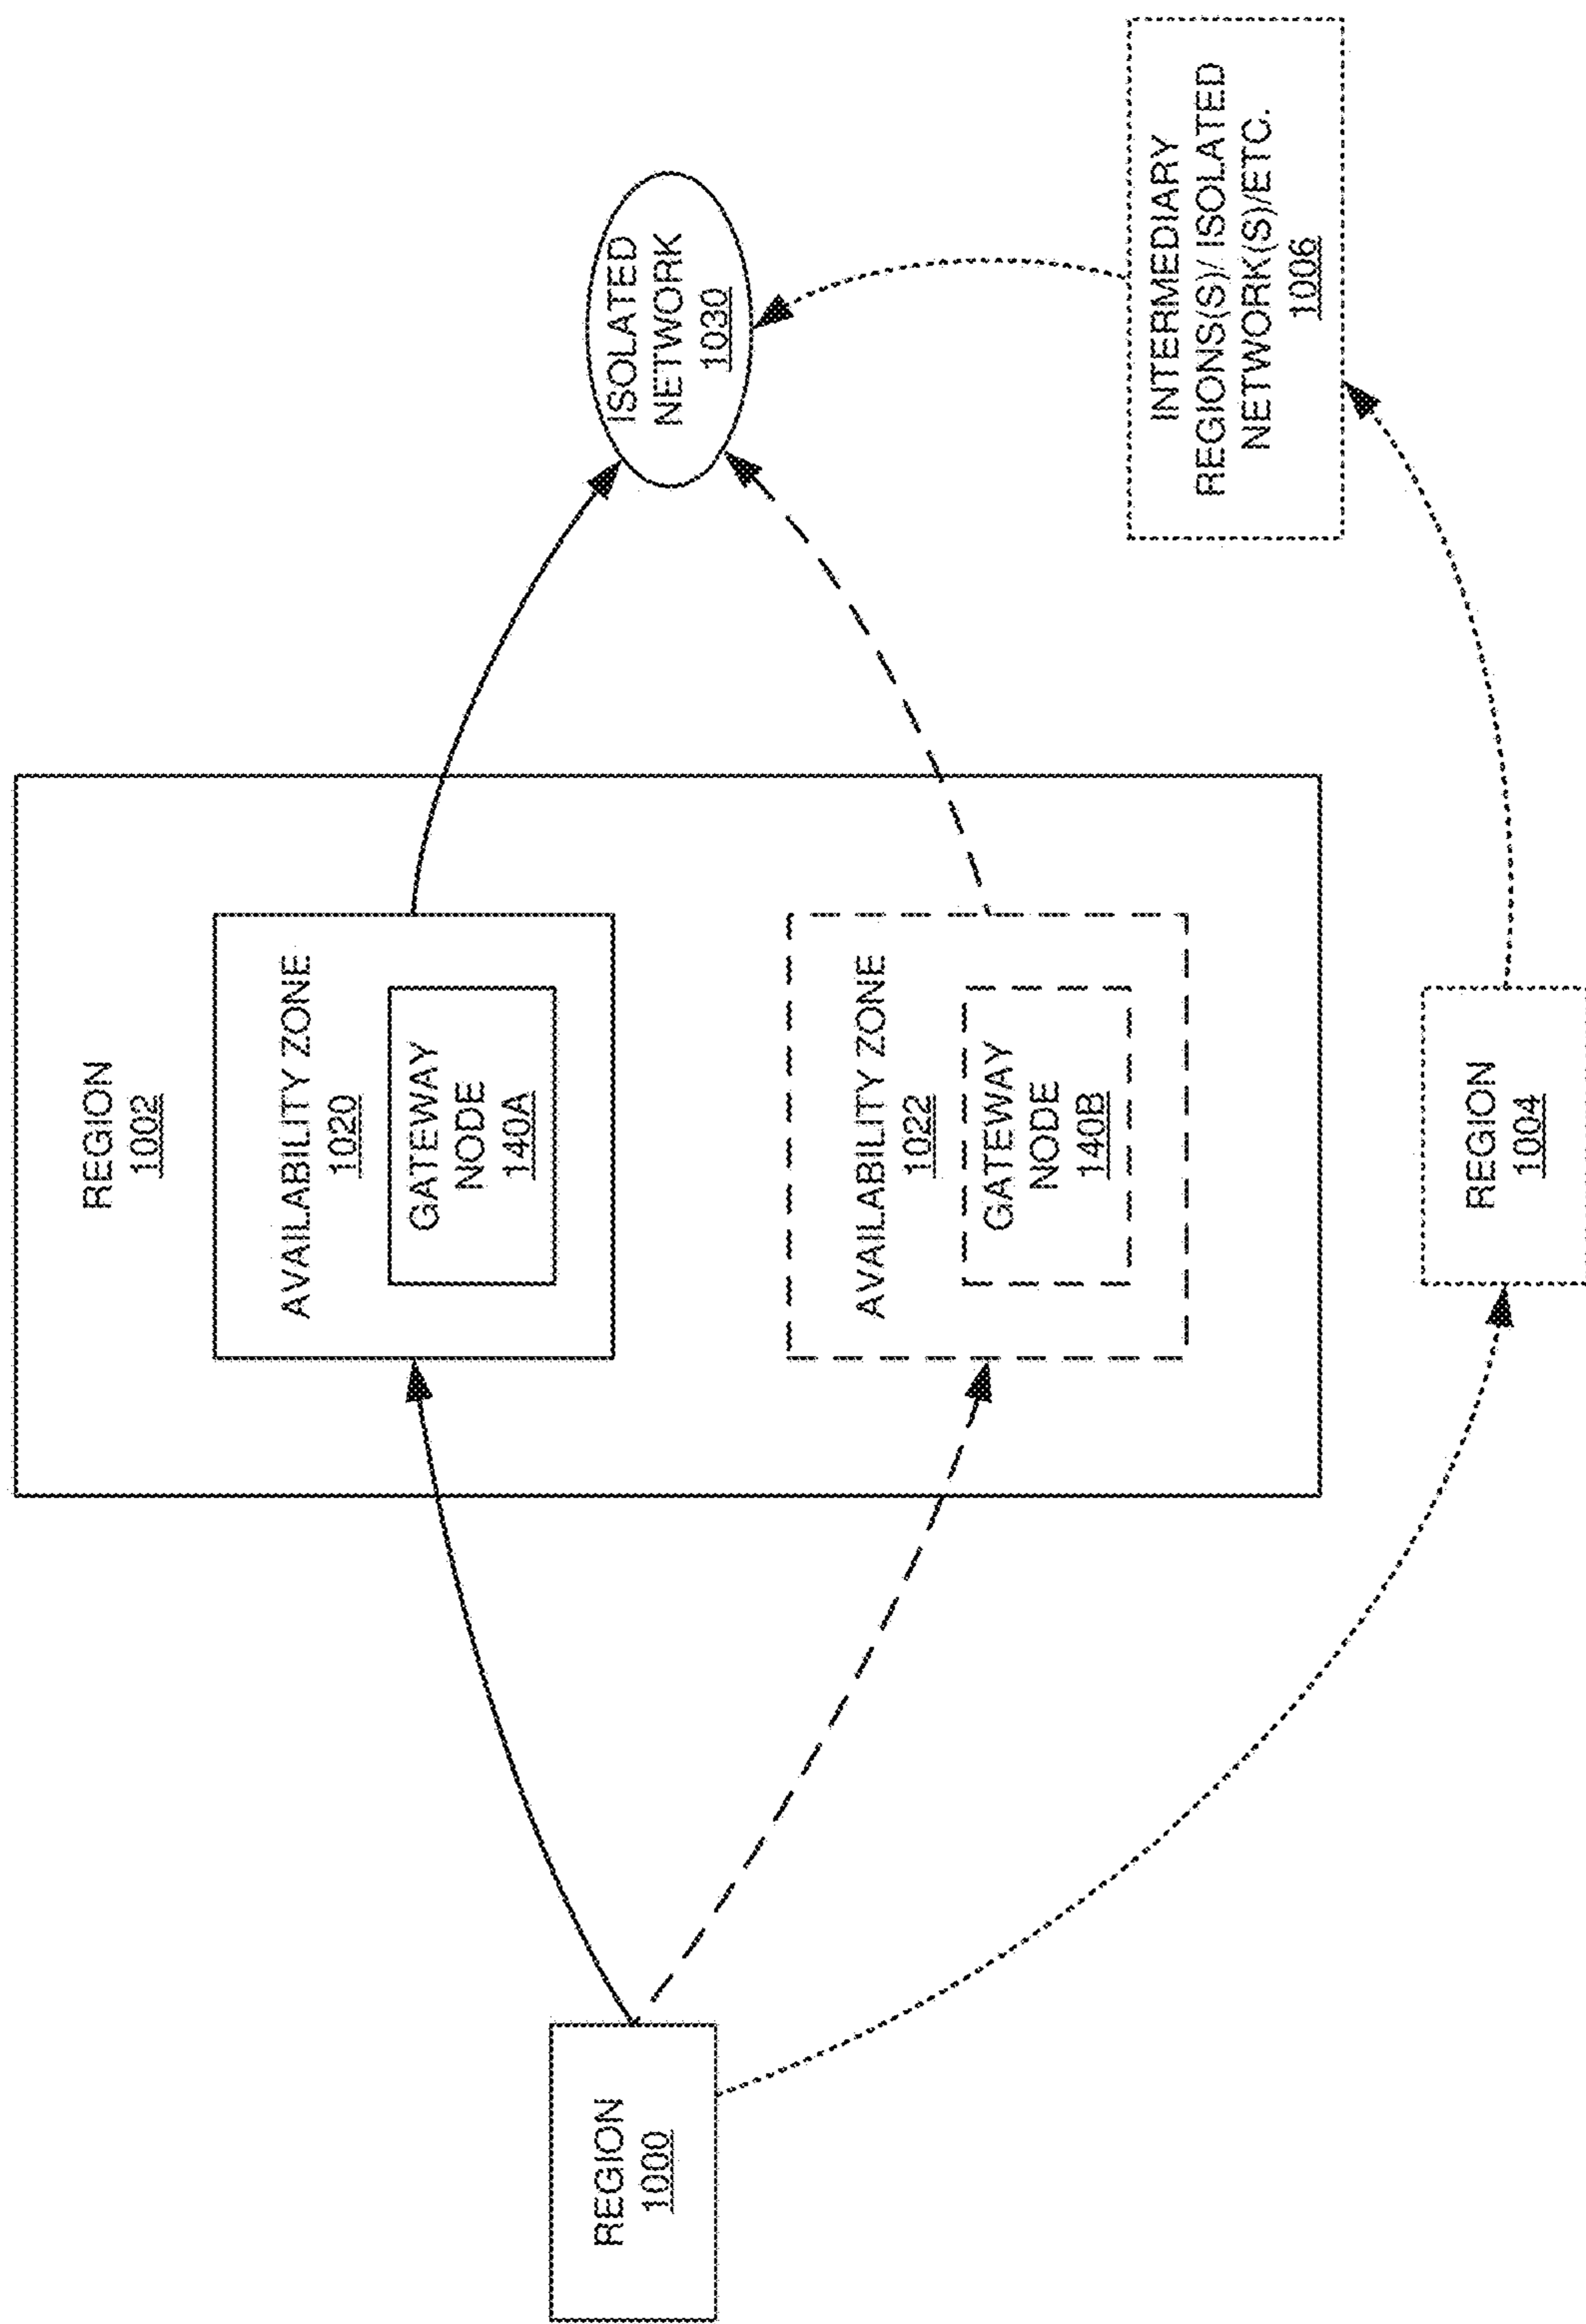 REGION
1000
REGION
1002
AVAILABILITY ZONE
1020
GATEWAY
NODE
140A
AVAILABILITY ZONE
1022
GATEWAY
NODE
140B
REGION
1004
ISOLATED
NETWORK
1030
INTERMEDIARY
REGIONS(S)/ ISOLATED
NETWORK(S)/ETC.
1006